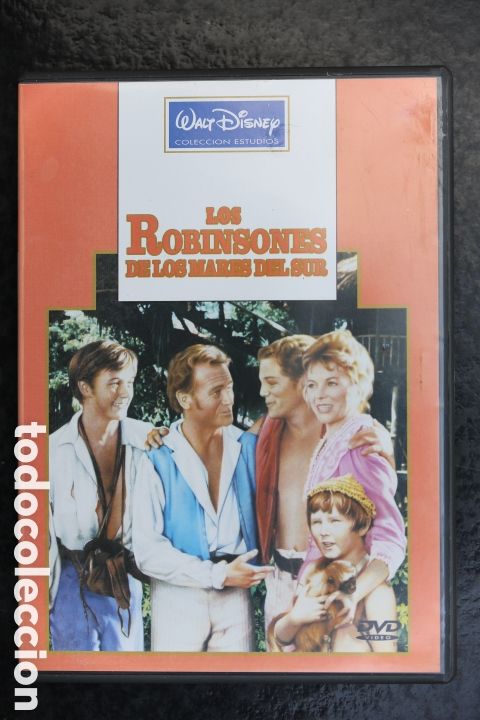 WALT DISNEY
COLECCION ESTUDIOS
LOS
ROBINSONES
DE LOS MARES DEL SUR
DVD
VIDEO
todocoleccion